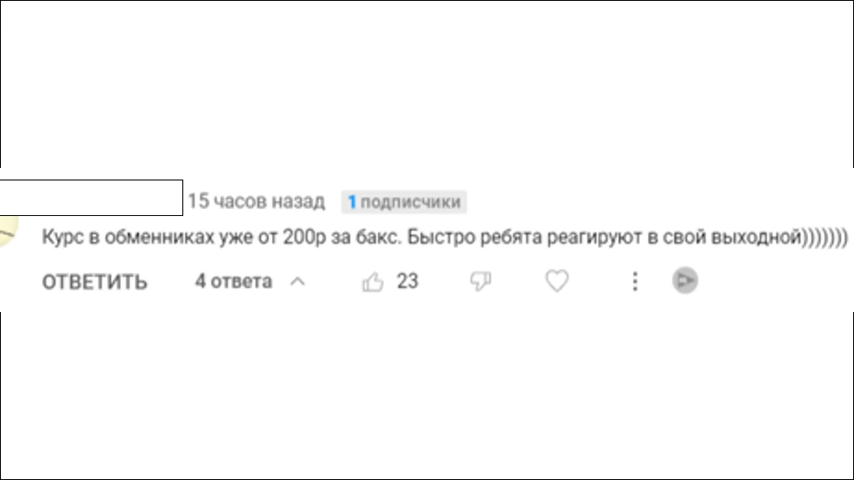 15 часов назад 1 подписчики
Курс в обменниках уже от 200р за бакс. Быстро ребята реагируют в свой выходной)))))))
ОТВЕТИТЬ 4 ответа 23